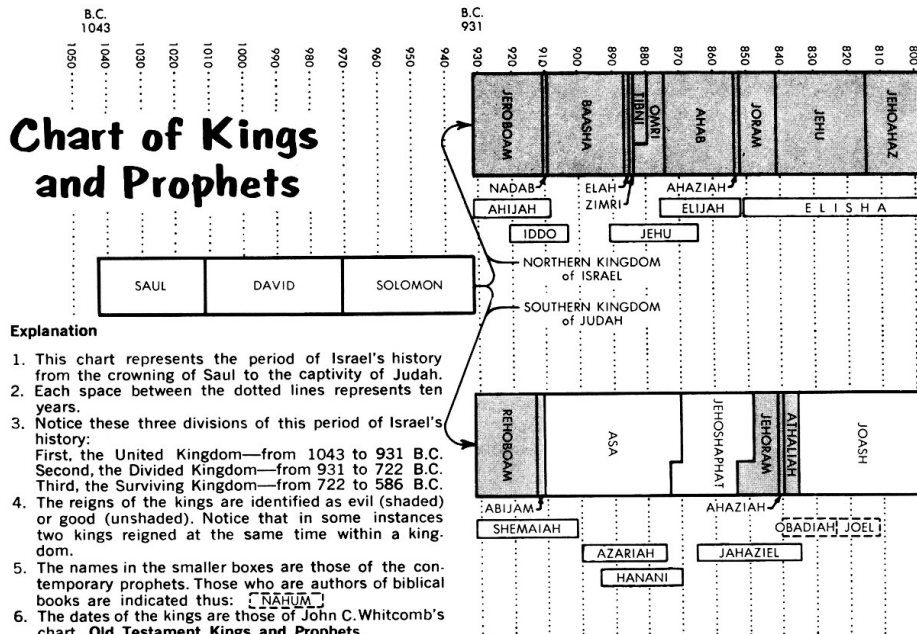 B.C.
1043
B.C.
931
1050
1040
1030
1020
1010
1000
990
980
970
960
950
940
930
920
910
900
890
880
870
860
850
840
830
820
810
800
Chart of Kings
and Prophets
JEROBOAM
BAASHA
TIBNI
OMRI
AHAB
JORAM
JEHU
JEHOAHAZ
NADAB
ELAH
ZIMRI
AHAZIAH
AHIJAH
ELIJAH
ELISHA
IDDO
JEHU
NORTHERN KINGDOM
of ISRAEL
SAUL
DAVID
SOLOMON
SOUTHERN KINGDOM
of JUDAH
Explanation
1. This chart represents the period of Israel's history
from the crowning of Saul to the captivity of Judah.
2. Each space between the dotted lines represents ten
years.
3. Notice these three divisions of this period of Israel's
history:
First, the United Kingdom—from 1043 to 931 B.C.
Second, the Divided Kingdom—from 931 to 722 B.C.
Third, the Surviving Kingdom—from 722 to 586 B.C.
4. The reigns of the kings are identified as evil (shaded)
or good (unshaded). Notice that in some instances
two kings reigned at the same time within a king-
dom.
5. The names in the smaller boxes are those of the con-
temporary prophets. Those who are authors of biblical
books are indicated thus: NAHUM
6. The dates of the kings are those of John C. Whitcomb's
chart, Old Testament Kings and Prophets.
REHOBOAM
ASA
JEHOSHAPHAT
JEHORAM
ATHALIAH
JOASH
ABIJAM
AHAZIAH
SHEMAIAH
OBADIAH
JOEL
AZARIAH
JAHAZIEL
HANANI